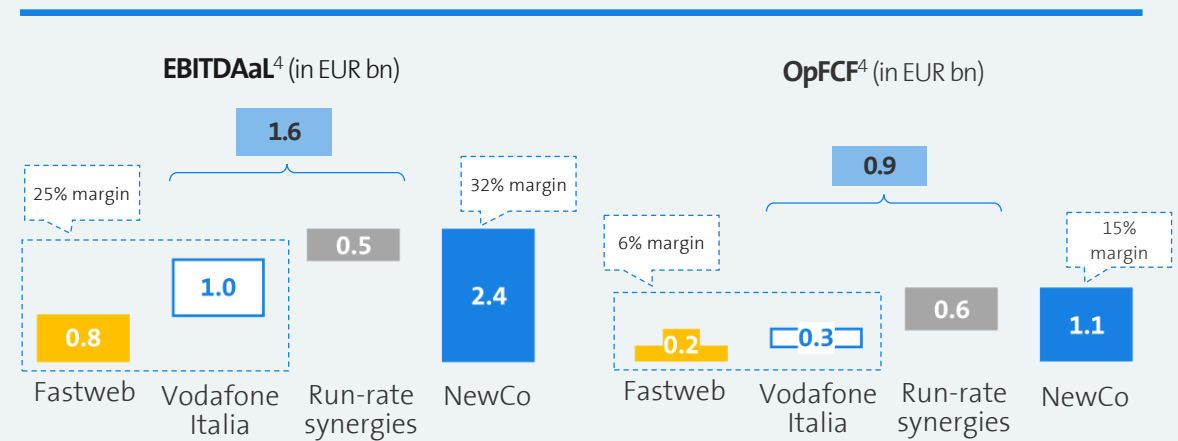 EBITDAaL4 (in EUR bn)
1.6
25% margin
32% margin
0.8
1.0
0.5
2.4
Fastweb
Vodafone
Italia
Run-rate
synergies
NewCo
OpFCF4 (in EUR bn)
0.9
6% margin
15%
margin
0.2
0.3
0.6
1.1
Fastweb
Vodafone
Italia
Run-rate
synergies
NewCo